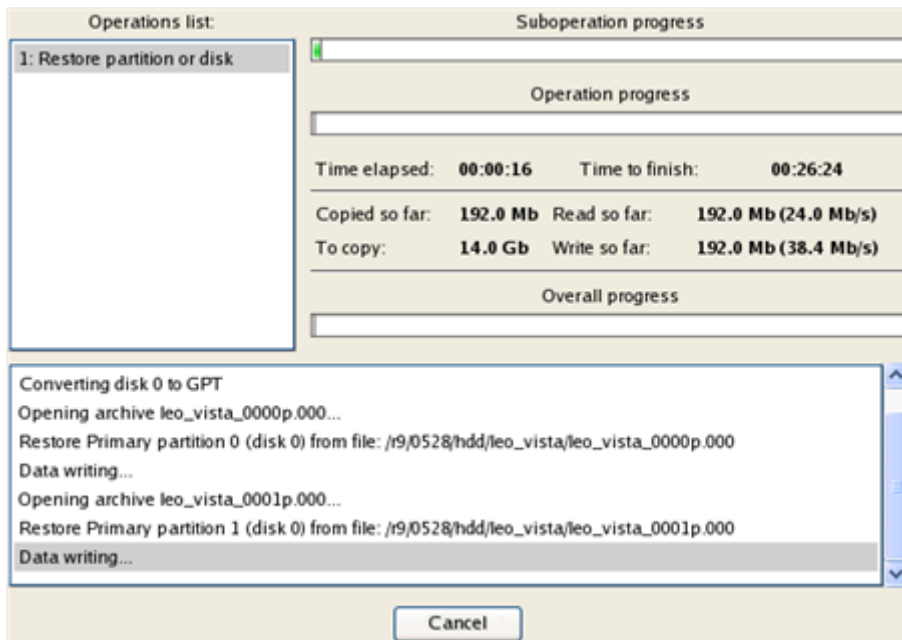 Operations list:
1: Restore partition or disk
Suboperation progress
Operation progress
Time elapsed: 00:00:16 Time to finish: 00:26:24
Copied so far: 192.0 Mb Read so far: 192.0 Mb (24.0 Mb/s)
To copy: 14.0 Gb Write so far: 192.0 Mb (38.4 Mb/s)
Overall progress
Converting disk 0 to GPT
Opening archive leo_vista_0000p.000...
Restore Primary partition 0 (disk 0) from file: /r9/0528/hdd/leo_vista/leo_vista_0000p.000
Data writing...
Opening archive leo_vista_0001p.000...
Restore Primary partition 1 (disk 0) from file: /r9/0528/hdd/leo_vista/leo_vista_0001p.000
Data writing...
Cancel